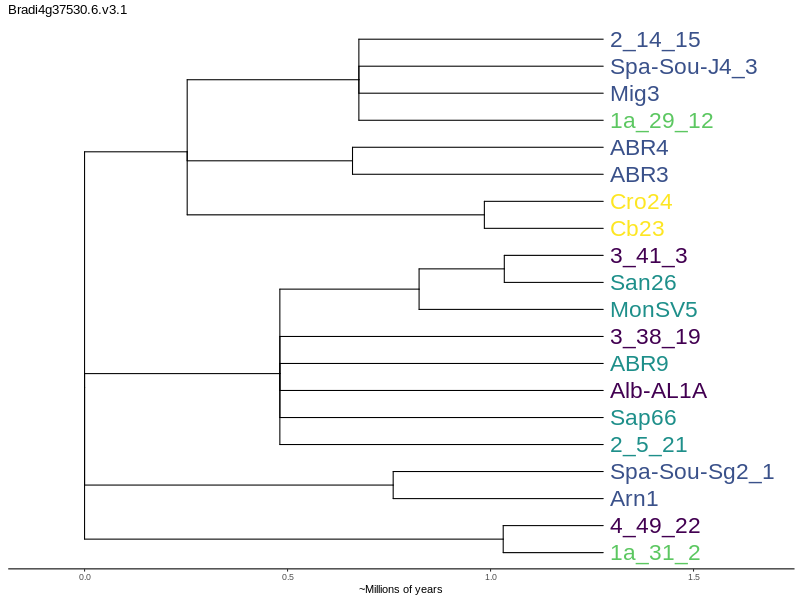 Bradi4g37530.6.v3.1
2_14_15
Spa-Sou-J4_3
Mig3
1a_29_12
ABR4
ABR3
Cro24
Cb23
3_41_3
San26
MonSV5
3_38_19
ABR9
Alb-AL1A
Sap66
2_5_21
Spa-Sou-Sg2_1
Arn1
4_49_22
1a_31_2
0.0 0.5 1.0 1.5
~Millions of years